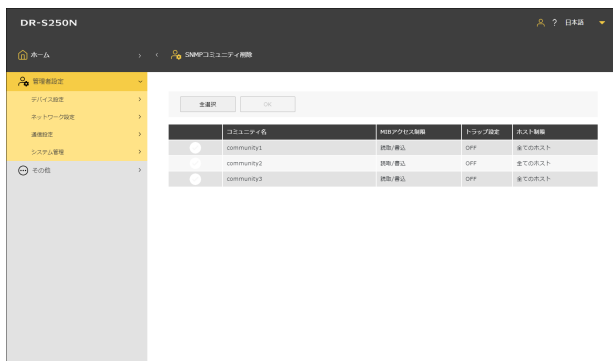 DR-S250N
? 日本語
ホーム
SNMPコミュニティ削除
管理者設定
デバイス設定
ネットワーク設定
通信設定
システム管理
その他
全選択 OK
コミュニティ名 MIBアクセス制限 トラップ設定 ホスト制限
community1 読取/書込 OFF 全てのホスト
community2 読取/書込 OFF 全てのホスト
community3 読取/書込 OFF 全てのホスト